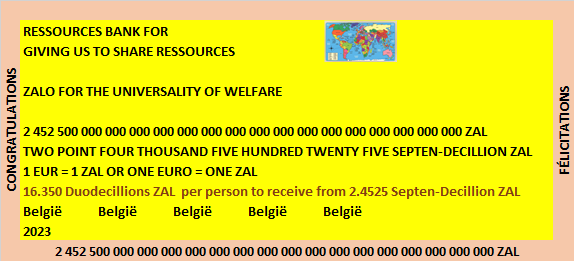 RESSOURCES BANK FOR
GIVING US TO SHARE RESSOURCES
ZALO FOR THE UNIVERSALITY OF WELFARE
2 452 500 000 000 000 000 000 000 000 000 000 000 000 000 000 000 000 000 000 ZAL
TWO POINT FOUR THOUSAND FIVE HUNDRED TWENTY FIVE SEPTEN-DECILLION ZAL
1 EUR = 1 ZAL OR ONE EURO = ONE ZAL
16.350 Duodecillions ZAL per person to receive from 2.4525 Septen-Decillion ZAL
België België België België België
2023
2 452 500 000 000 000 000 000 000 000 000 000 000 000 000 000 000 000 000 000 ZAL
CONGRATULATIONS
FÉLICITATIONS